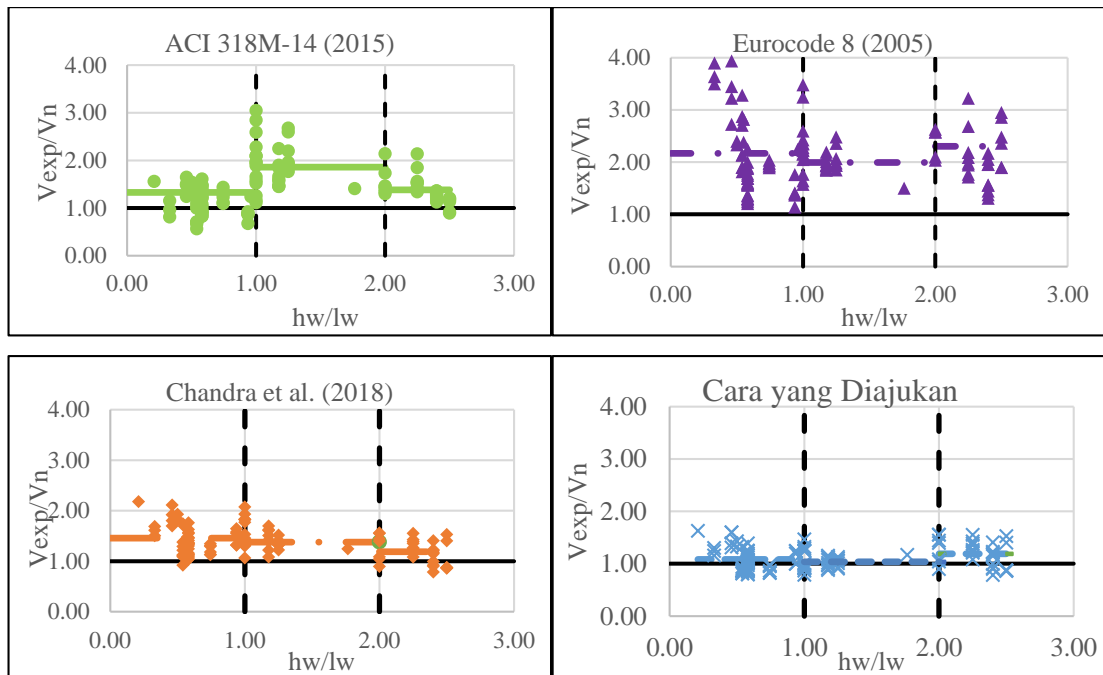 ACI 318M-14 (2015)
4.00
3.00
2.00
1.00
0.00
Vexp/Vn
0.00 1.00 2.00 3.00
hw/lw
Eurocode 8 (2005)
4.00
3.00
2.00
1.00
0.00
Vexp/Vn
0.00 1.00 2.00 3.00
hw/lw
Chandra et al. (2018)
4.00
3.00
2.00
1.00
0.00
Vexp/Vn
0.00 1.00 2.00 3.00
hw/lw
Cara yang Diajukan
4.00
3.00
2.00
1.00
0.00
Vexp/Vn
0.00 1.00 2.00 3.00
hw/lw